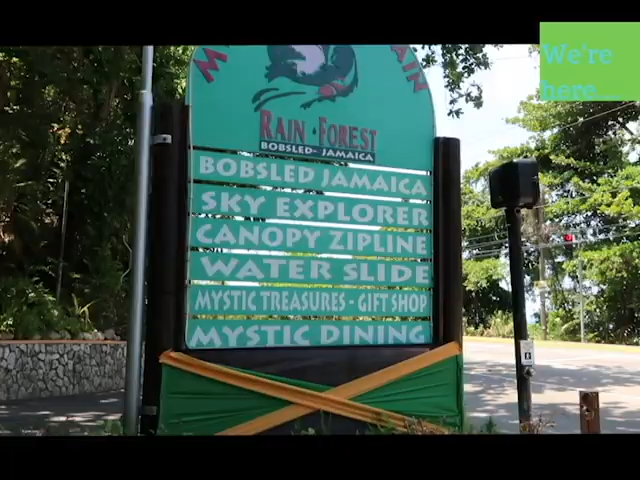 We're
here....
RAIN·FOREST
BOBSLED- JAMAICA
BOBSLED JAMAICA
SKY EXPLORER
CANOPY ZIPLINE
WATER SLIDE
MYSTIC TREASURES - GIFT SHOP
MYSTIC DINING